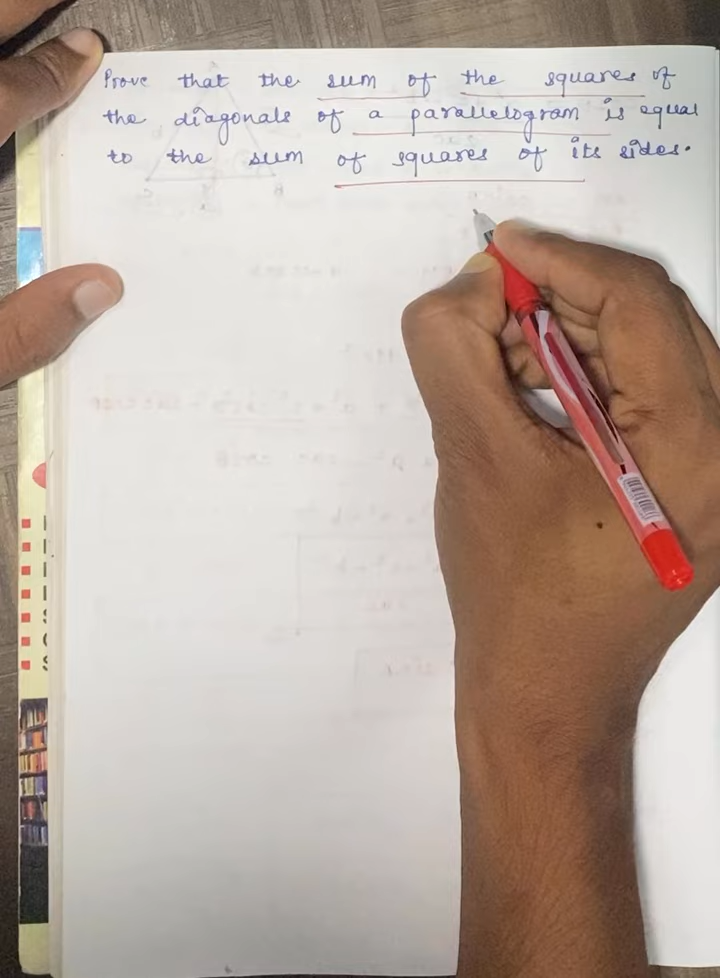 Prove that the sum of the squares of
the diagonals of a parallelogram is equal
to the sum of squares of its sides.